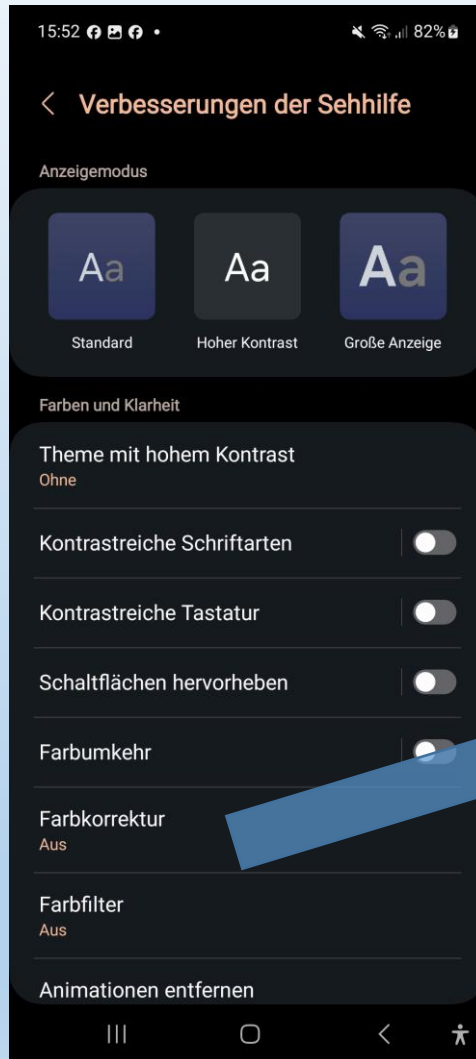 15:52 82%
Verbesserungen der Sehhilfe
Anzeigemodus
Aa Aa Aa
Standard Hoher Kontrast Große Anzeige
Farben und Klarheit
Theme mit hohem Kontrast
Ohne
Kontrastreiche Schriftarten
Kontrastreiche Tastatur
Schaltflächen hervorheben
Farbumkehr
Farbkorrektur
Aus
Farbfilter
Aus
Animationen entfernen